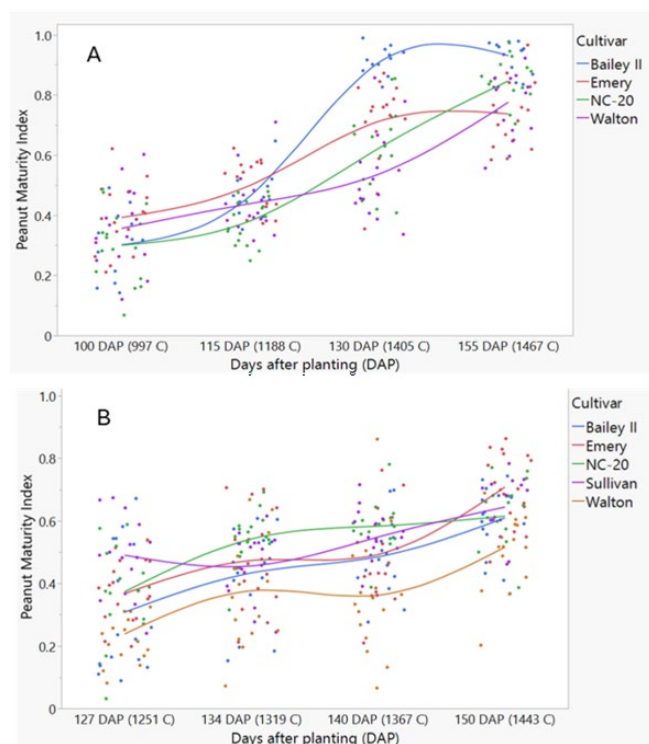 A
Peanut Maturity Index
1.0
0.8
0.6
0.4
0.2
0
100 DAP (997 C) 115 DAP (1188 C) 130 DAP (1405 C) 155 DAP (1467 C)
Days after planting (DAP)
Cultivar
Bailey II
Emery
NC-20
Walton
B
Peanut Maturity Index
1.0
0.8
0.6
0.4
0.2
0
127 DAP (1251 C) 134 DAP (1319 C) 140 DAP (1367 C) 150 DAP (1443 C)
Days after planting (DAP)
Cultivar
Bailey II
Emery
NC-20
Sullivan
Walton